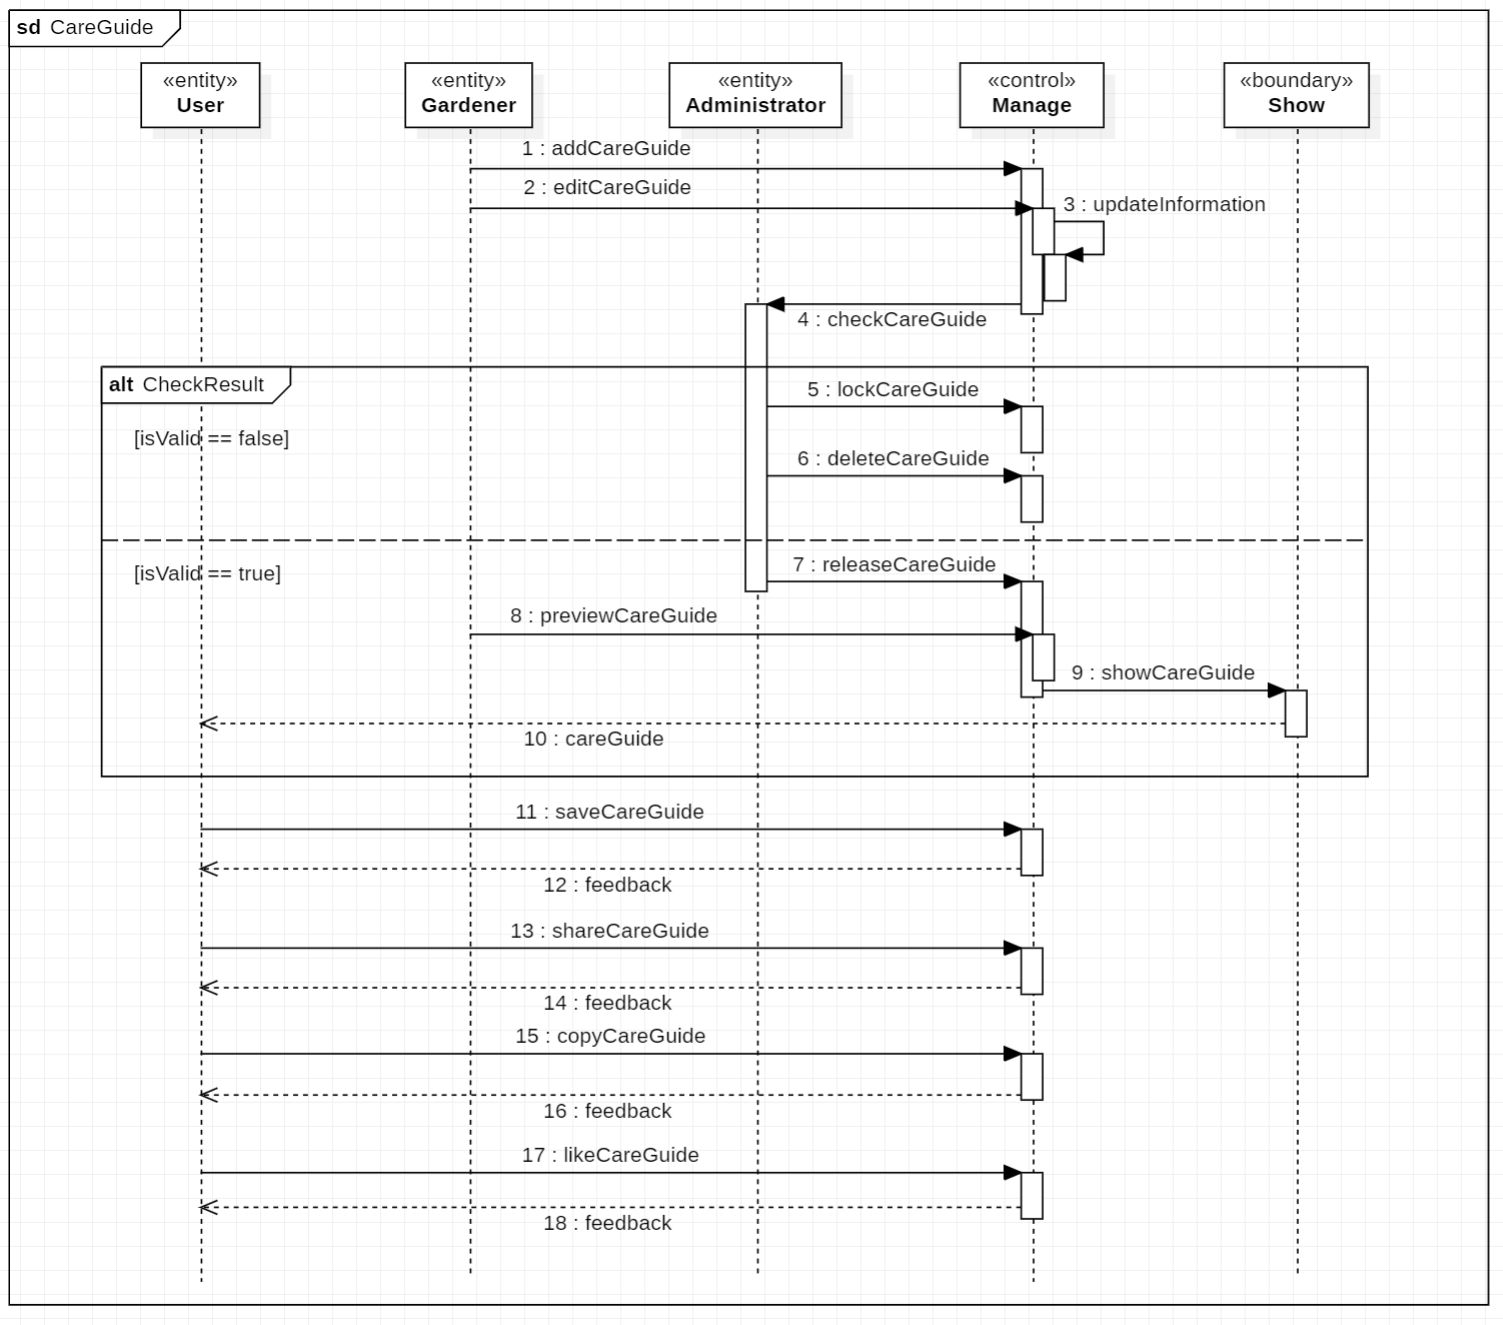 sd CareGuide
«entity»
User
«entity»
Gardener
«entity»
Administrator
«control»
Manage
«boundary»
Show
1 : addCareGuide
2 : editCareGuide
3 : updateInformation
4 : checkCareGuide
alt CheckResult
5 : lockCareGuide
[isValid == false]
6 : deleteCareGuide
7 : releaseCareGuide
[isValid == true]
8 : previewCareGuide
9 : showCareGuide
10 : careGuide
11 : saveCareGuide
12 : feedback
13 : shareCareGuide
14 : feedback
15 : copyCareGuide
16 : feedback
17 : likeCareGuide
18 : feedback